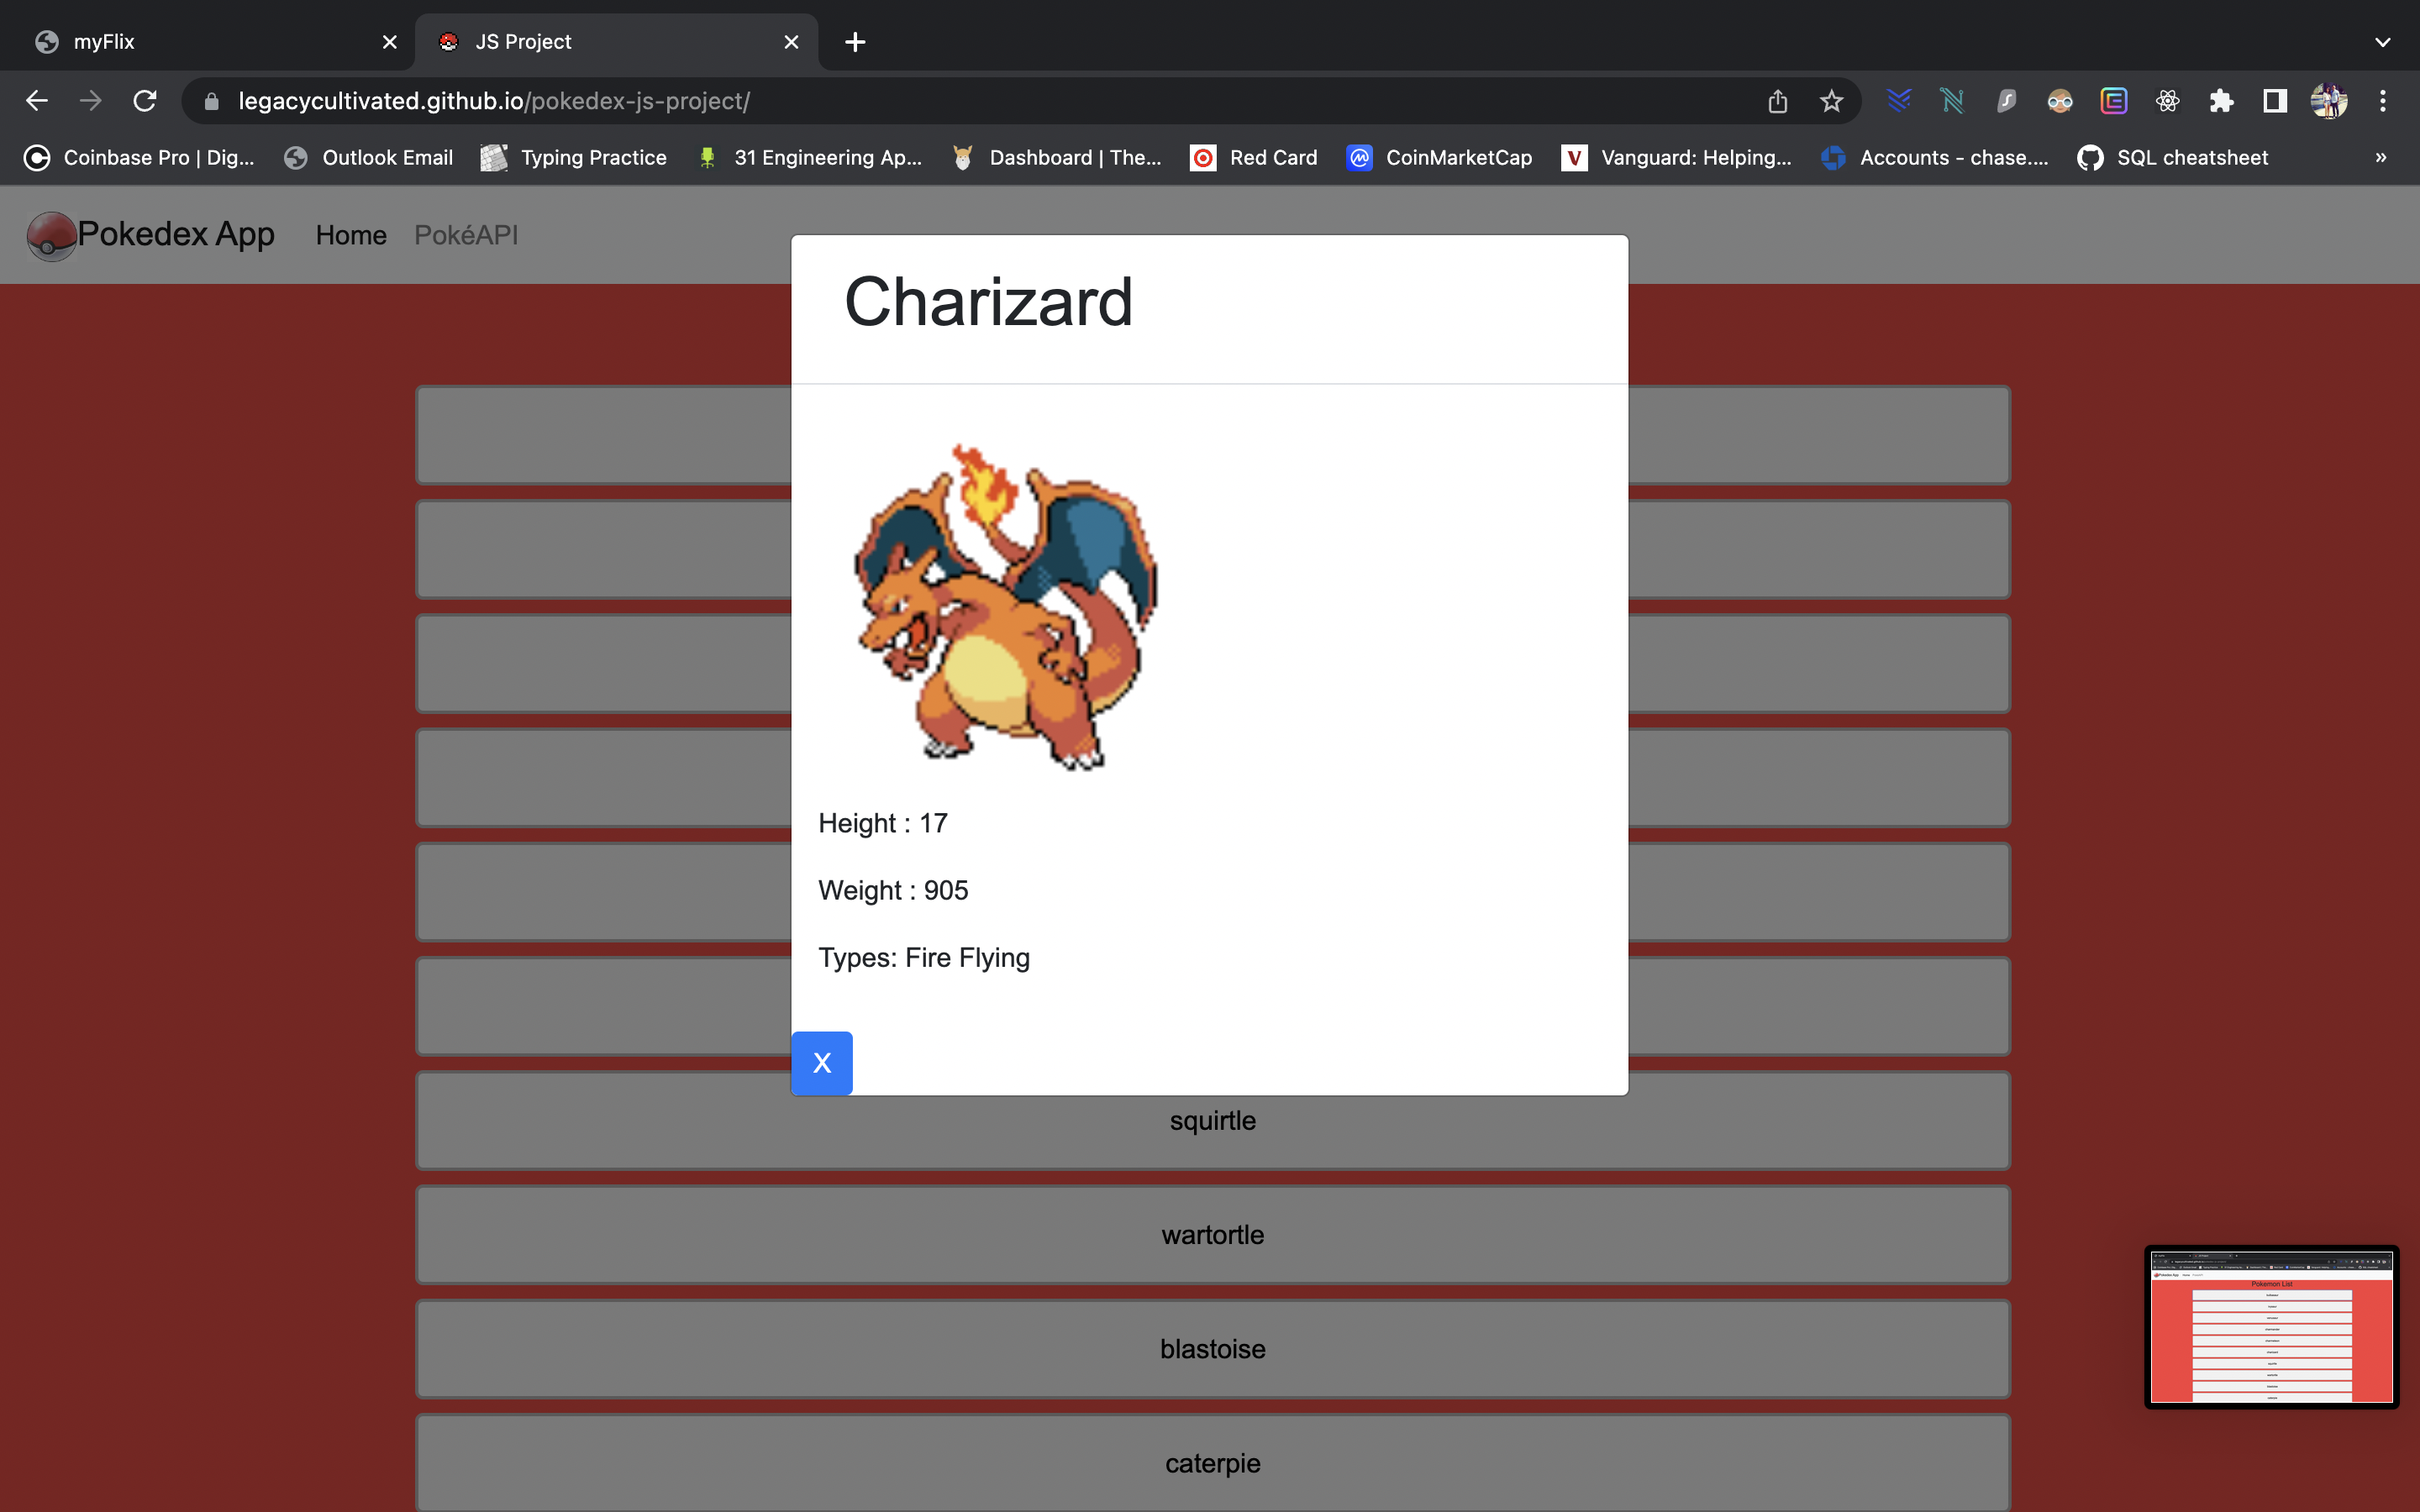 myFlix
JS Project
legacycultivated.github.io/pokedex-js-project/
Coinbase Pro | Dig...
Outlook Email
Typing Practice
31 Engineering Ap...
Dashboard | The...
Red Card
CoinMarketCap
Vanguard: Helping...
Accounts - chase....
SQL cheatsheet
»
Pokedex App
Home
PokéAPI
Charizard
Height : 17
Weight : 905
Types: Fire Flying
X
squirtle
wartortle
blastoise
caterpie
Pokemon List